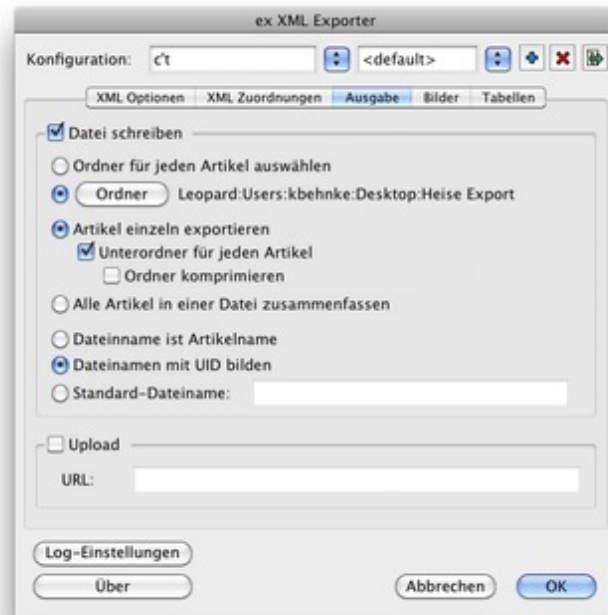 ex XML Exporter
Konfiguration: c't <default>
XML Optionen XML Zuordnungen Ausgabe Bilder Tabellen
Datei schreiben
Ordner für jeden Artikel auswählen
Ordner Leopard:Users:kbehnke:Desktop:Heise Export
Artikel einzeln exportieren
Unterordner für jeden Artikel
Ordner komprimieren
Alle Artikel in einer Datei zusammenfassen
Dateinname ist Artikelname
Dateinamen mit UID bilden
Standard-Dateiname:
Upload
URL:
Log-Einstellungen
Über Abbrechen OK